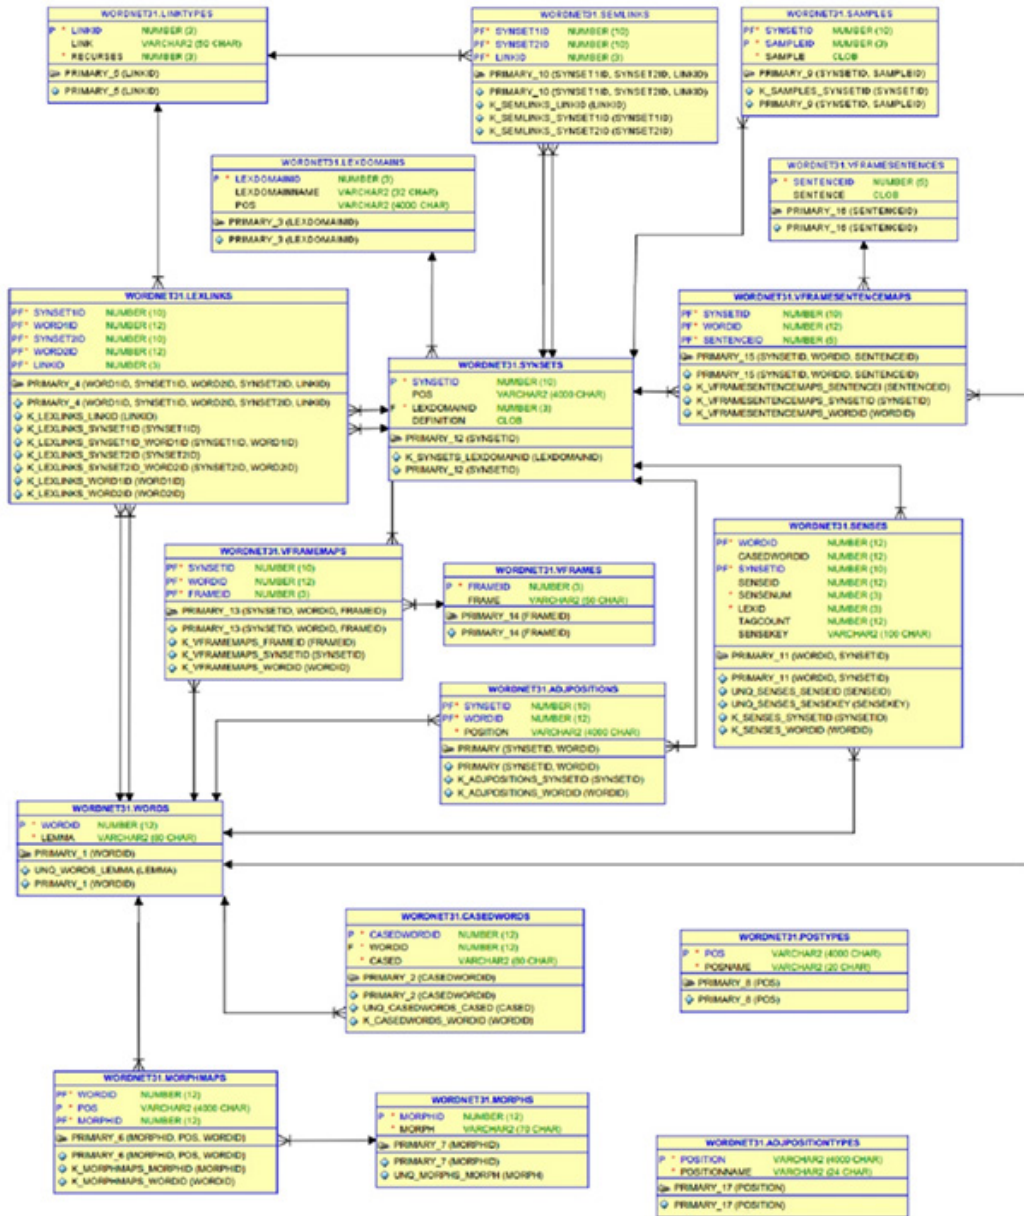 WORDNET31.LINKTYPES
P * LINKID NUMBER (3)
LINK VARCHAR2 (50 CHAR)
* RECURSES NUMBER (3)
PRIMARY_5 (LINKID)
PRIMARY_5 (LINKID)
WORDNET31.SEMLINKS
PF* SYNSET1ID NUMBER (10)
PF* SYNSET2ID NUMBER (10)
PF* LINKID NUMBER (3)
PRIMARY_10 (SYNSET1ID, SYNSET2ID, LINKID)
PRIMARY_10 (SYNSET1ID, SYNSET2ID, LINKID)
K_SEMLINKS_LINKID (LINKID)
K_SEMLINKS_SYNSET1ID (SYNSET1ID)
K_SEMLINKS_SYNSET2ID (SYNSET2ID)
WORDNET31.SAMPLES
PF* SYNSETID NUMBER (10)
P * SAMPLEID NUMBER (3)
* SAMPLE CLOB
PRIMARY_9 (SYNSETID, SAMPLEID)
K_SAMPLES_SYNSETID (SYNSETID)
PRIMARY_9 (SYNSETID, SAMPLEID)
WORDNET31.LEXDOMAINS
P * LEXDOMAINID NUMBER (3)
LEXDOMAINNAME VARCHAR2 (32 CHAR)
POS VARCHAR2 (4000 CHAR)
PRIMARY_3 (LEXDOMAINID)
PRIMARY_3 (LEXDOMAINID)
WORDNET31.VFRAMESENTENCES
P * SENTENCEID NUMBER (5)
SENTENCE CLOB
PRIMARY_16 (SENTENCEID)
PRIMARY_16 (SENTENCEID)
WORDNET31.LEXLINKS
PF* SYNSET1ID NUMBER (10)
PF* WORD1ID NUMBER (12)
PF* SYNSET2ID NUMBER (10)
PF* WORD2ID NUMBER (12)
PF* LINKID NUMBER (3)
PRIMARY_4 (WORD1ID, SYNSET1ID, WORD2ID, SYNSET2ID, LINKID)
PRIMARY_4 (WORD1ID, SYNSET1ID, WORD2ID, SYNSET2ID, LINKID)
K_LEXLINKS_LINKID (LINKID)
K_LEXLINKS_SYNSET1ID (SYNSET1ID)
K_LEXLINKS_SYNSET1ID_WORD1ID (SYNSET1ID, WORD1ID)
K_LEXLINKS_SYNSET2ID (SYNSET2ID)
K_LEXLINKS_SYNSET2ID_WORD2ID (SYNSET2ID, WORD2ID)
K_LEXLINKS_WORD1ID (WORD1ID)
K_LEXLINKS_WORD2ID (WORD2ID)
WORDNET31.VFRAMESENTENCEMAPS
PF* SYNSETID NUMBER (10)
PF* WORDID NUMBER (12)
PF* SENTENCEID NUMBER (5)
PRIMARY_15 (SYNSETID, WORDID, SENTENCEID)
PRIMARY_15 (SYNSETID, WORDID, SENTENCEID)
K_VFRAMESENTENCEMAPS_SENTENCEI (SENTENCEID)
K_VFRAMESENTENCEMAPS_SYNSETID (SYNSETID)
K_VFRAMESENTENCEMAPS_WORDID (WORDID)
WORDNET31.SYNSETS
P * SYNSETID NUMBER (10)
POS VARCHAR2 (4000 CHAR)
F * LEXDOMAINID NUMBER (3)
DEFINITION CLOB
PRIMARY_12 (SYNSETID)
K_SYNSETS_LEXDOMAINID (LEXDOMAINID)
PRIMARY_12 (SYNSETID)
WORDNET31.SENSES
PF* WORDID NUMBER (12)
CASEDWORDID NUMBER (12)
PF* SYNSETID NUMBER (10)
SENSEID NUMBER (12)
* SENSENUM NUMBER (3)
* LEXID NUMBER (3)
TAGCOUNT NUMBER (12)
SENSEKEY VARCHAR2 (100 CHAR)
PRIMARY_11 (WORDID, SYNSETID)
PRIMARY_11 (WORDID, SYNSETID)
UNQ_SENSES_SENSEID (SENSEID)
UNQ_SENSES_SENSEKEY (SENSEKEY)
K_SENSES_SYNSETID (SYNSETID)
K_SENSES_WORDID (WORDID)
WORDNET31.VFRAMEMAPS
PF* SYNSETID NUMBER (10)
PF* WORDID NUMBER (12)
PF* FRAMEID NUMBER (3)
PRIMARY_13 (SYNSETID, WORDID, FRAMEID)
PRIMARY_13 (SYNSETID, WORDID, FRAMEID)
K_VFRAMEMAPS_FRAMEID (FRAMEID)
K_VFRAMEMAPS_SYNSETID (SYNSETID)
K_VFRAMEMAPS_WORDID (WORDID)
WORDNET31.VFRAMES
P * FRAMEID NUMBER (3)
FRAME VARCHAR2 (50 CHAR)
PRIMARY_14 (FRAMEID)
PRIMARY_14 (FRAMEID)
WORDNET31.ADJPOSITIONS
PF* SYNSETID NUMBER (10)
PF* WORDID NUMBER (12)
* POSITION VARCHAR2 (4000 CHAR)
PRIMARY (SYNSETID, WORDID)
PRIMARY (SYNSETID, WORDID)
K_ADJPOSITIONS_SYNSETID (SYNSETID)
K_ADJPOSITIONS_WORDID (WORDID)
WORDNET31.WORDS
P * WORDID NUMBER (12)
* LEMMA VARCHAR2 (80 CHAR)
PRIMARY_1 (WORDID)
UNQ_WORDS_LEMMA (LEMMA)
PRIMARY_1 (WORDID)
WORDNET31.CASEDWORDS
P * CASEDWORDID NUMBER (12)
F * WORDID NUMBER (12)
* CASED VARCHAR2 (80 CHAR)
PRIMARY_2 (CASEDWORDID)
PRIMARY_2 (CASEDWORDID)
UNQ_CASEDWORDS_CASED (CASED)
K_CASEDWORDS_WORDID (WORDID)
WORDNET31.POSTYPES
P * POS VARCHAR2 (4000 CHAR)
* POSNAME VARCHAR2 (20 CHAR)
PRIMARY_8 (POS)
PRIMARY_8 (POS)
WORDNET31.MORPHMAPS
PF* WORDID NUMBER (12)
P * POS VARCHAR2 (4000 CHAR)
PF* MORPHID NUMBER (12)
PRIMARY_6 (MORPHID, POS, WORDID)
PRIMARY_6 (MORPHID, POS, WORDID)
K_MORPHMAPS_MORPHID (MORPHID)
K_MORPHMAPS_WORDID (WORDID)
WORDNET31.MORPHS
P * MORPHID NUMBER (12)
* MORPH VARCHAR2 (70 CHAR)
PRIMARY_7 (MORPHID)
PRIMARY_7 (MORPHID)
UNQ_MORPHS_MORPH (MORPH)
WORDNET31.ADJPOSITIONTYPES
P * POSITION VARCHAR2 (4000 CHAR)
* POSITIONNAME VARCHAR2 (24 CHAR)
PRIMARY_17 (POSITION)
PRIMARY_17 (POSITION)